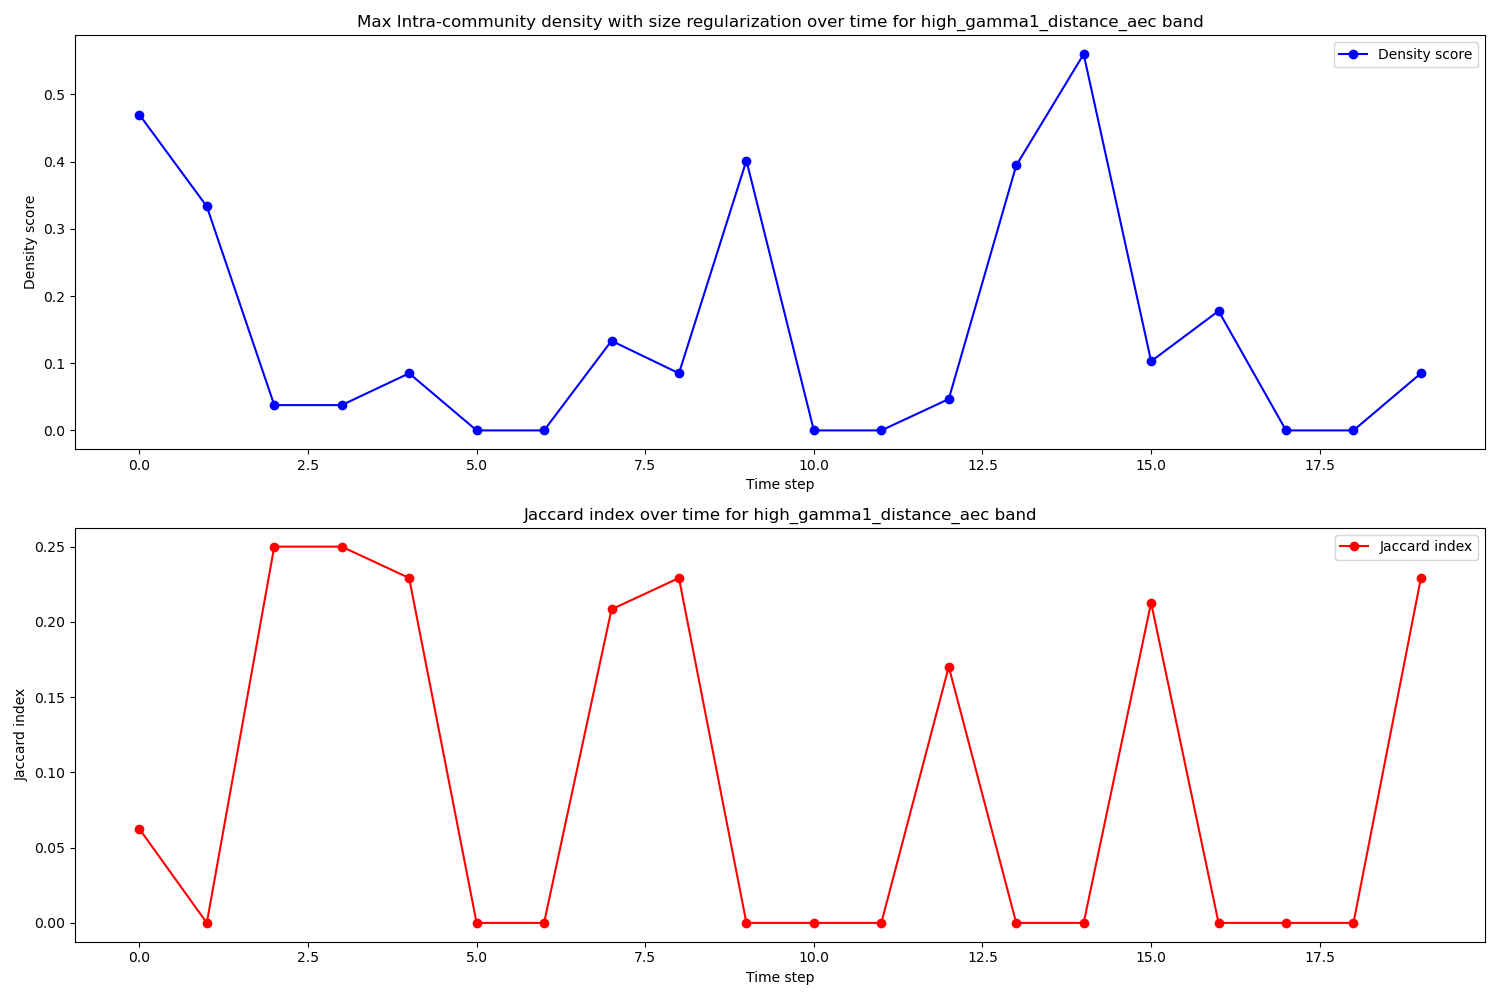 Max Intra-community density with size regularization over time for high_gamma1_distance_aec band
Density score
0.5
0.4
0.3
0.2
0.1
0.0
Density score
0.0 2.5 5.0 7.5 10.0 12.5 15.0 17.5
Time step
Jaccard index over time for high_gamma1_distance_aec band
Jaccard index
0.25
0.20
0.15
0.10
0.05
0.00
Jaccard index
0.0 2.5 5.0 7.5 10.0 12.5 15.0 17.5
Time step